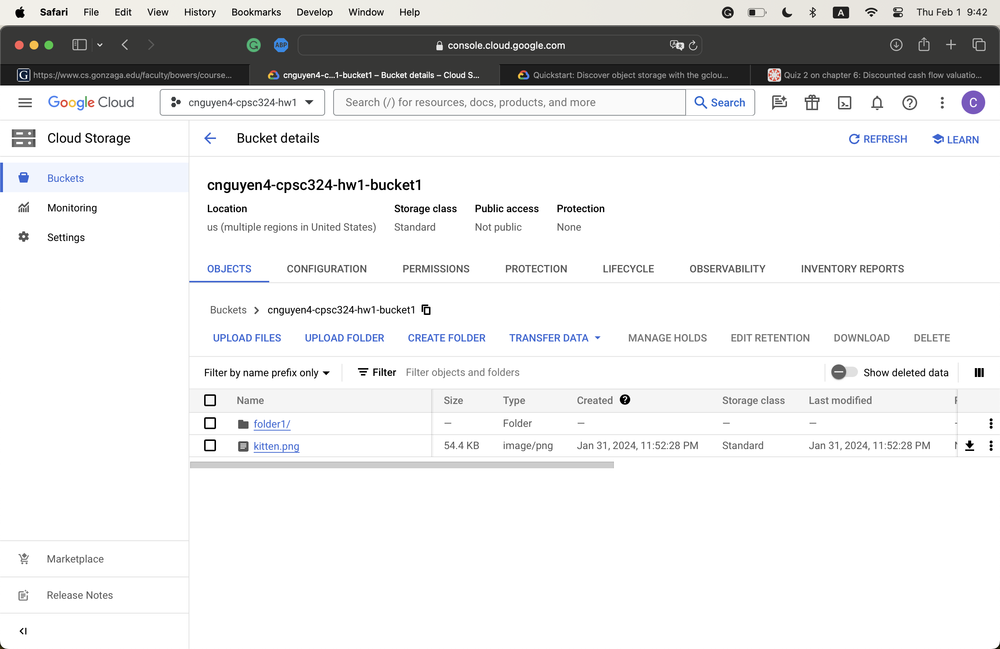 Safari File Edit View History Bookmarks Develop Window Help A Thu Feb 1 9:42
ABP console.cloud.google.com
G https://www.cs.gonzaga.edu/faculty/bowers/course... cnguyen4-c...1-bucket1 – Bucket details – Cloud S... Quickstart: Discover object storage with the gclou... Quiz 2 on chapter 6: Discounted cash flow valuatio...
Google Cloud cnguyen4-cpsc324-hw1 Search (/) for resources, docs, products, and more Search C
Cloud Storage Bucket details REFRESH LEARN
Buckets
Monitoring
Settings
Marketplace
Release Notes
cnguyen4-cpsc324-hw1-bucket1
Location Storage class Public access Protection
us (multiple regions in United States) Standard Not public None
OBJECTS CONFIGURATION PERMISSIONS PROTECTION LIFECYCLE OBSERVABILITY INVENTORY REPORTS
Buckets > cnguyen4-cpsc324-hw1-bucket1
UPLOAD FILES UPLOAD FOLDER CREATE FOLDER TRANSFER DATA MANAGE HOLDS EDIT RETENTION DOWNLOAD DELETE
Filter by name prefix only Filter Filter objects and folders Show deleted data
Name Size Type Created Storage class Last modified
folder1/ — Folder — — —
kitten.png 54.4 KB image/png Jan 31, 2024, 11:52:28 PM Standard Jan 31, 2024, 11:52:28 PM